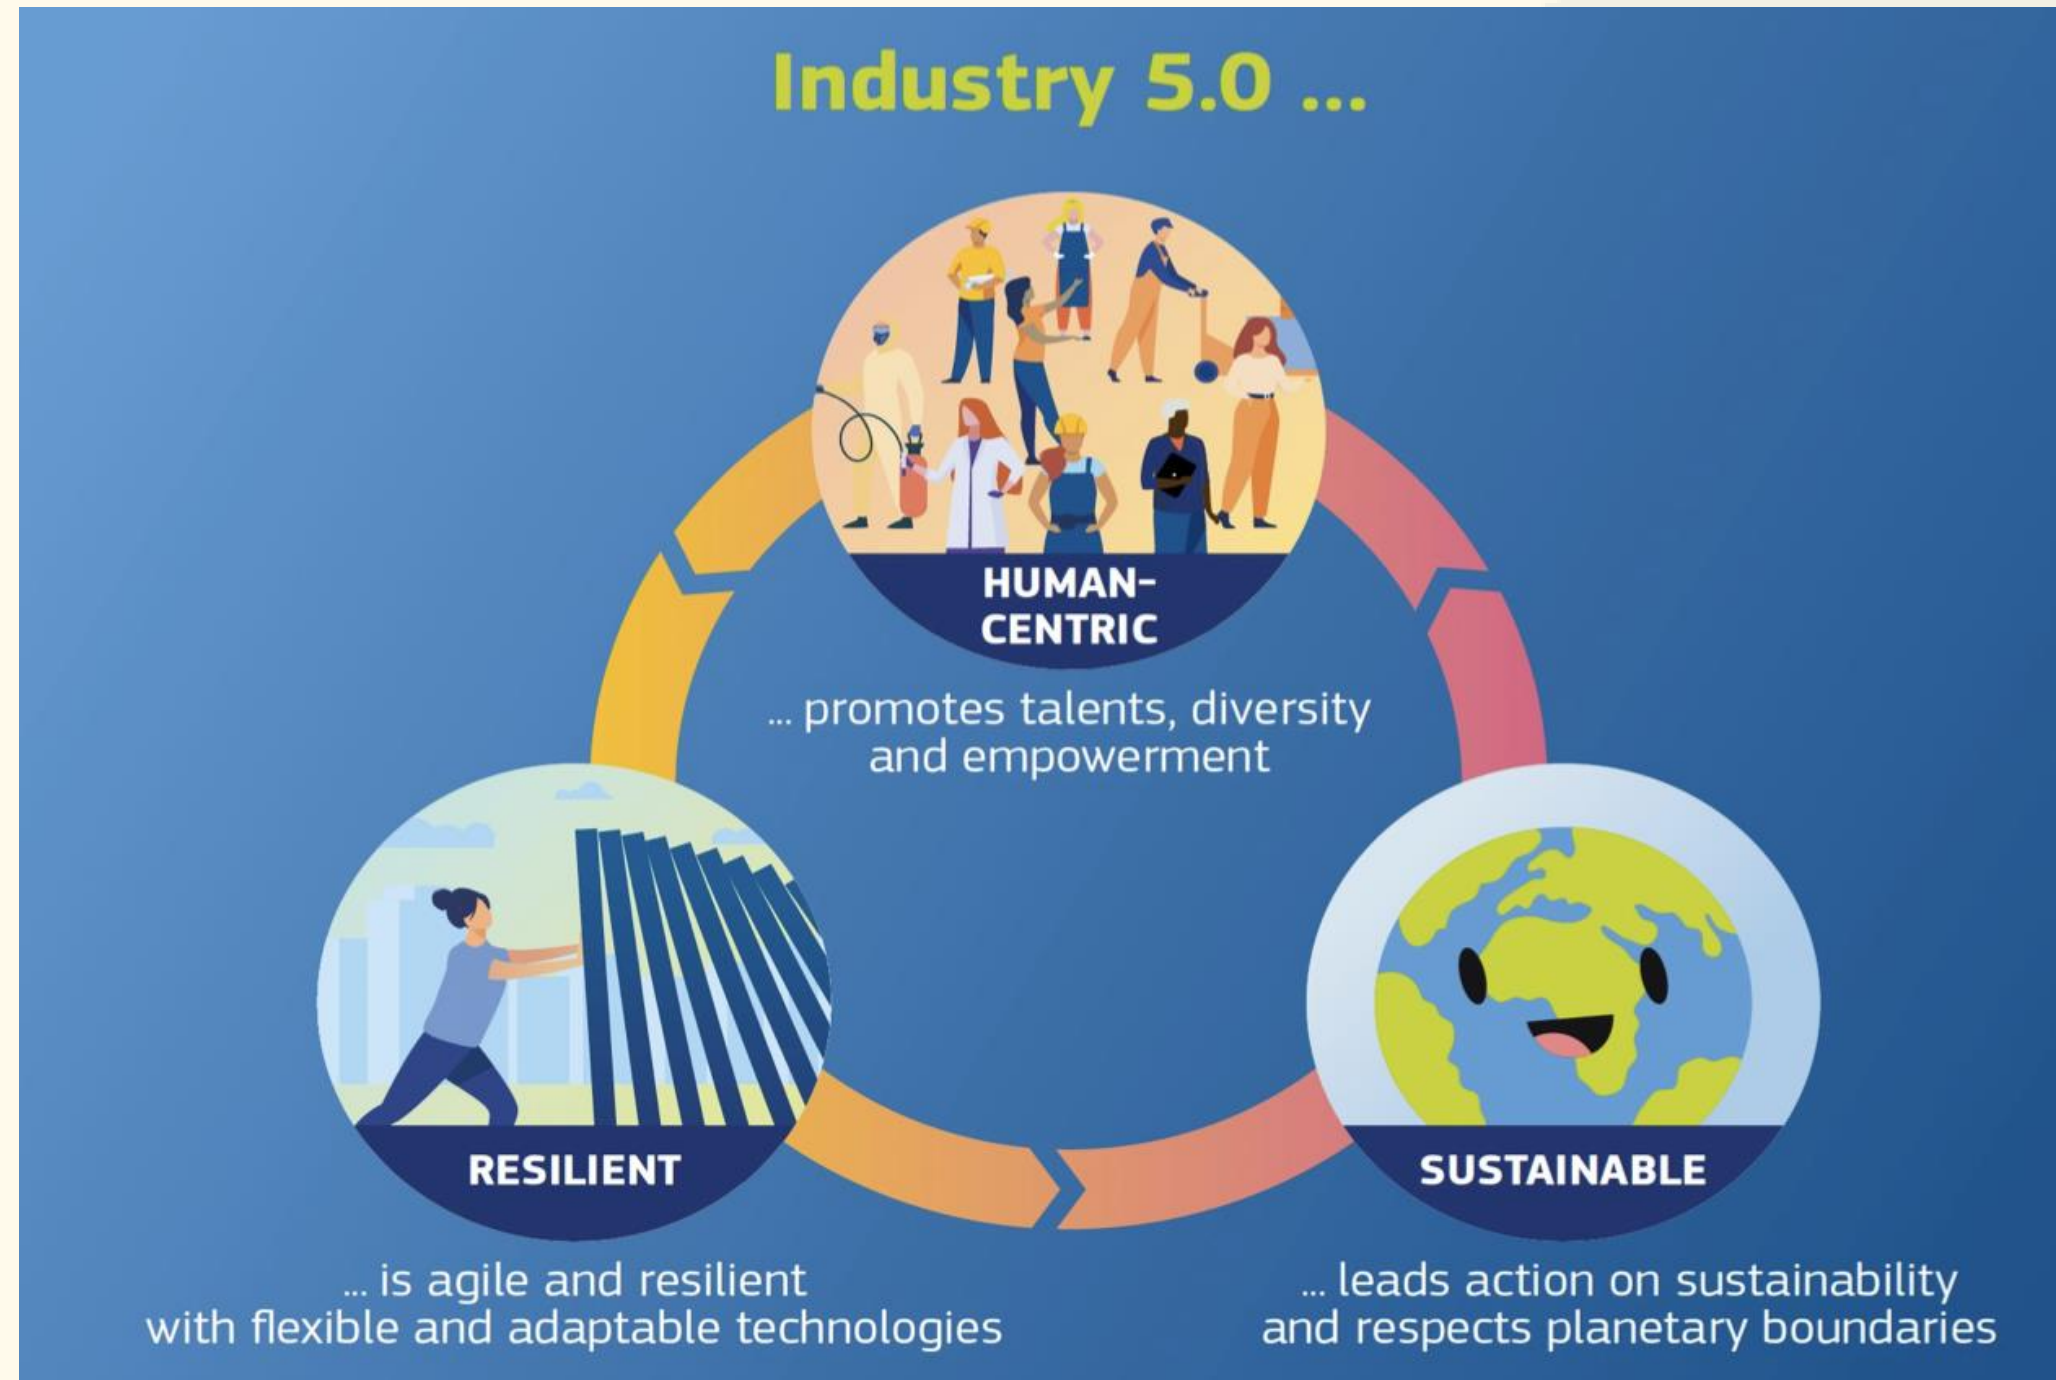 Industry 5.0 ...
HUMAN-
CENTRIC
... promotes talents, diversity
and empowerment
RESILIENT
... is agile and resilient
with flexible and adaptable technologies
SUSTAINABLE
... leads action on sustainability
and respects planetary boundaries